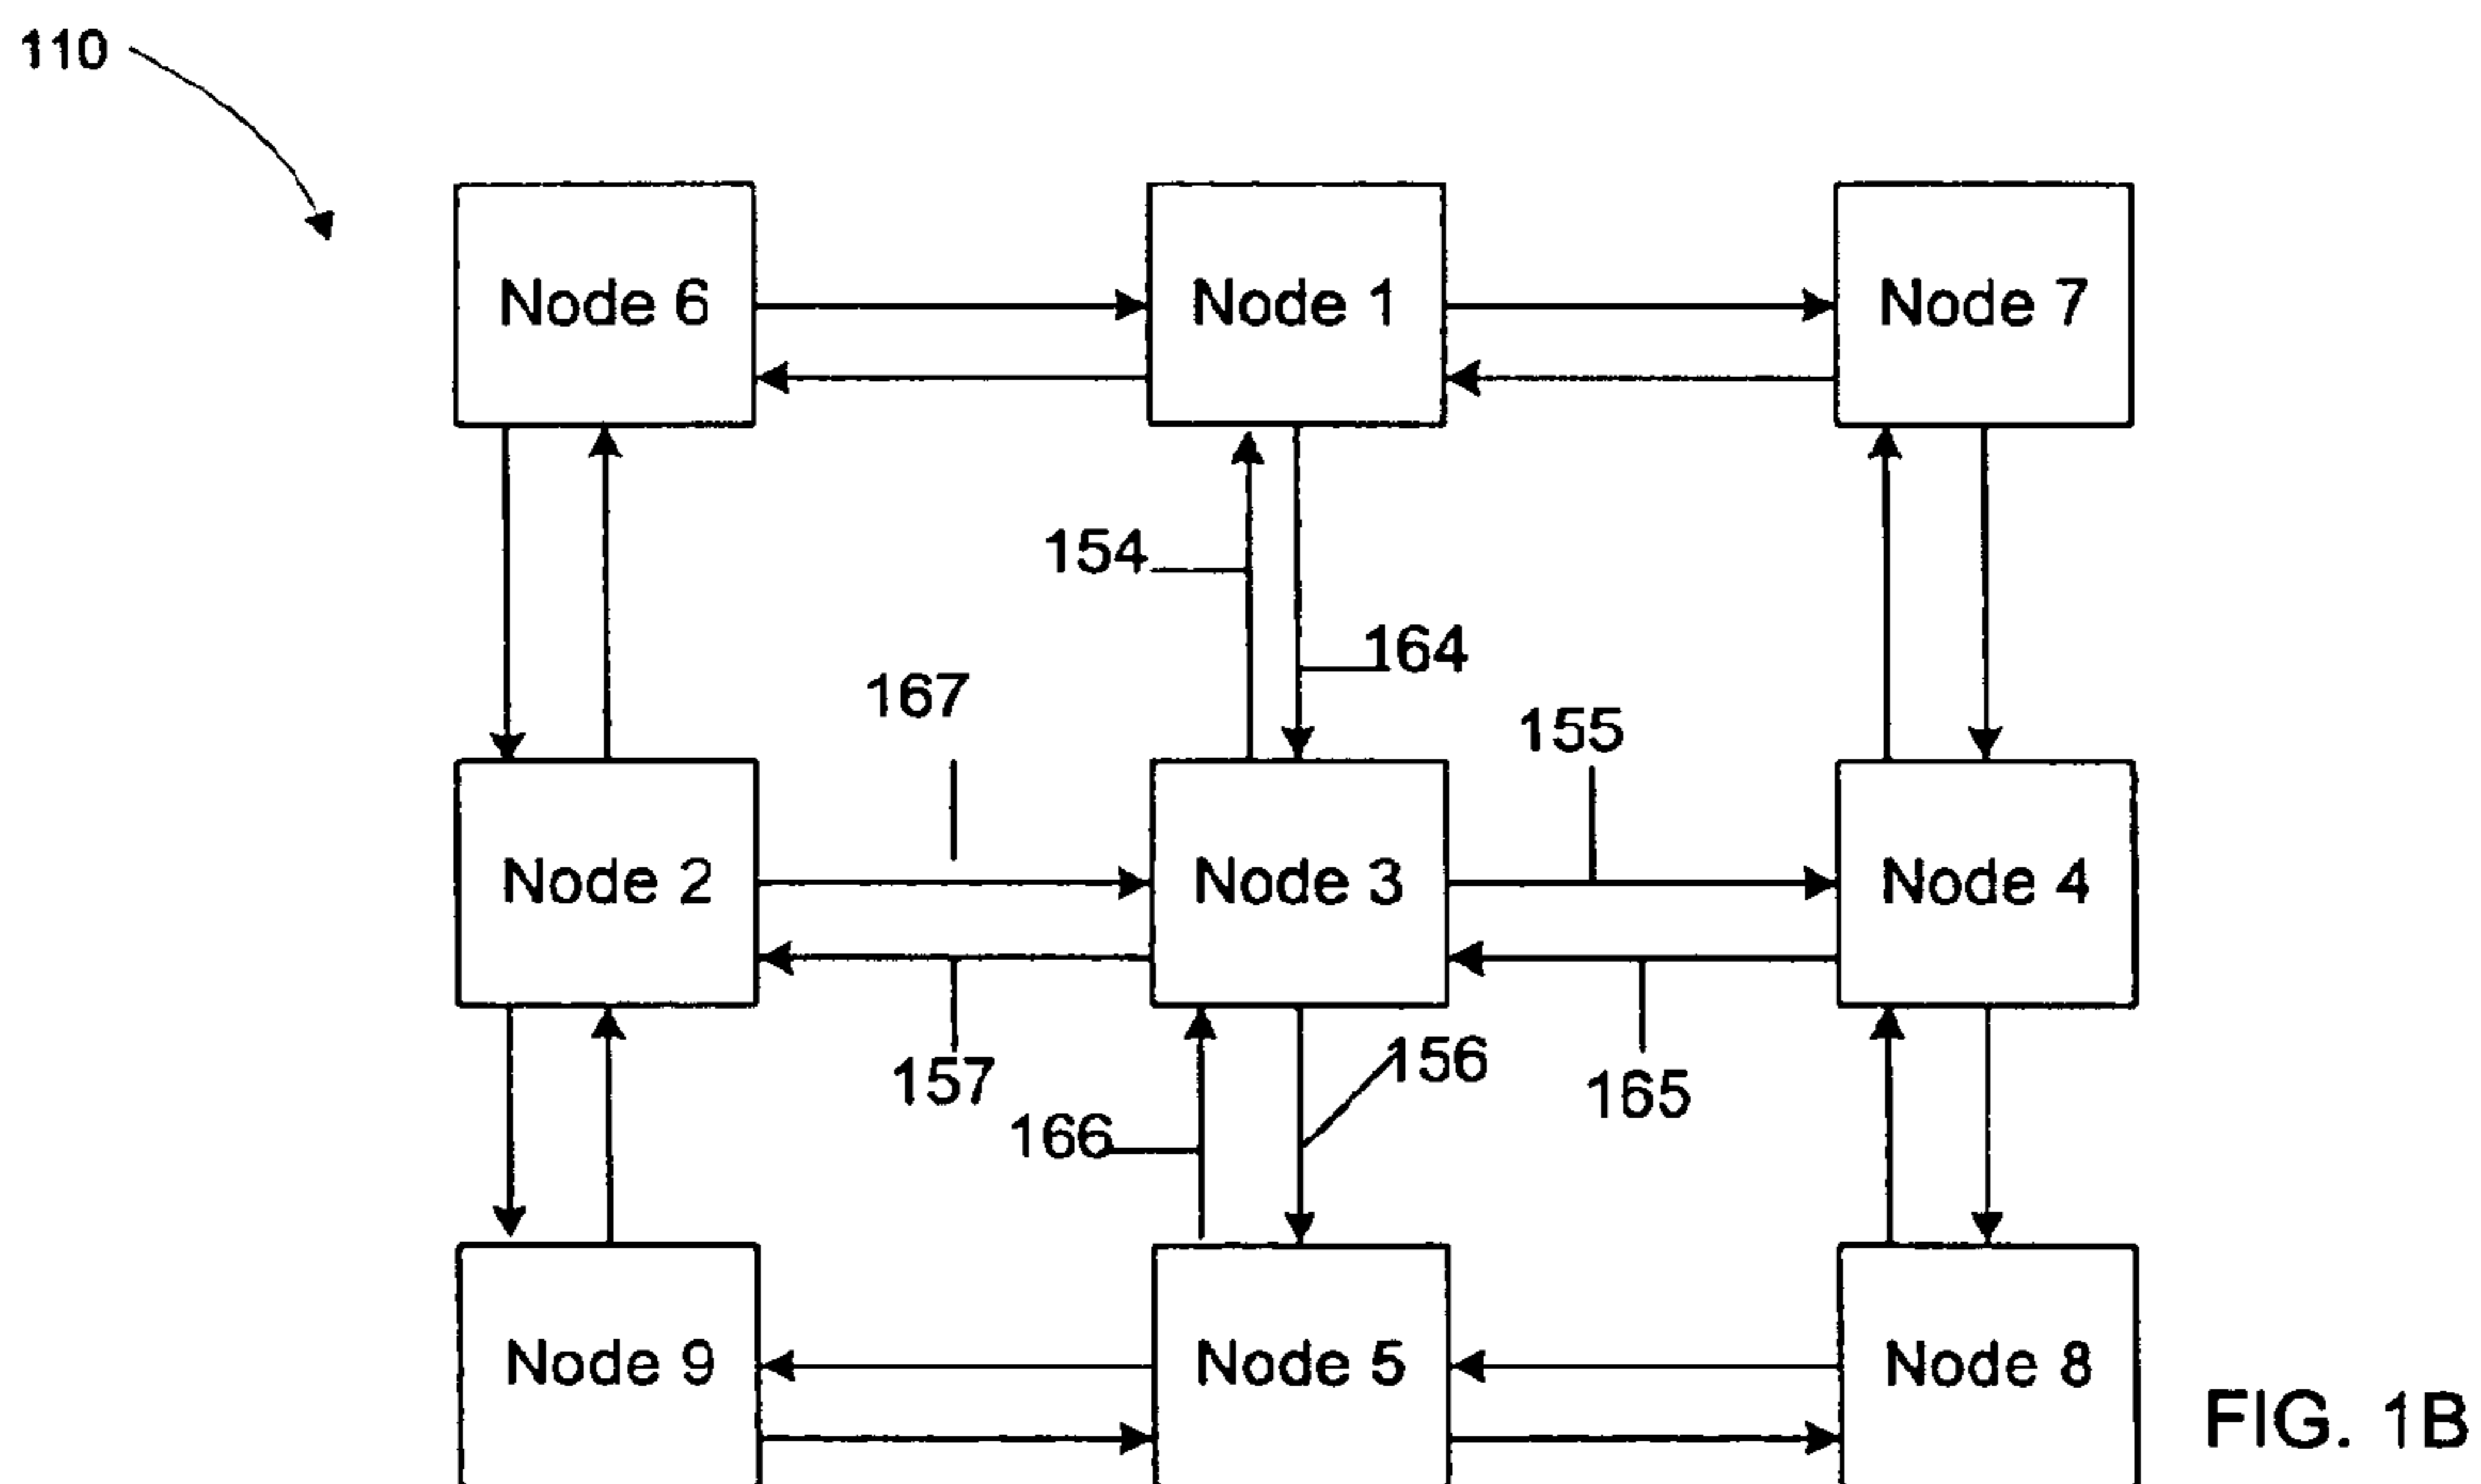 110
Node 6
Node 1
Node 7
154
164
167
155
Node 2
Node 3
Node 4
157
156
165
166
Node 9
Node 5
Node 8
FIG. 1B